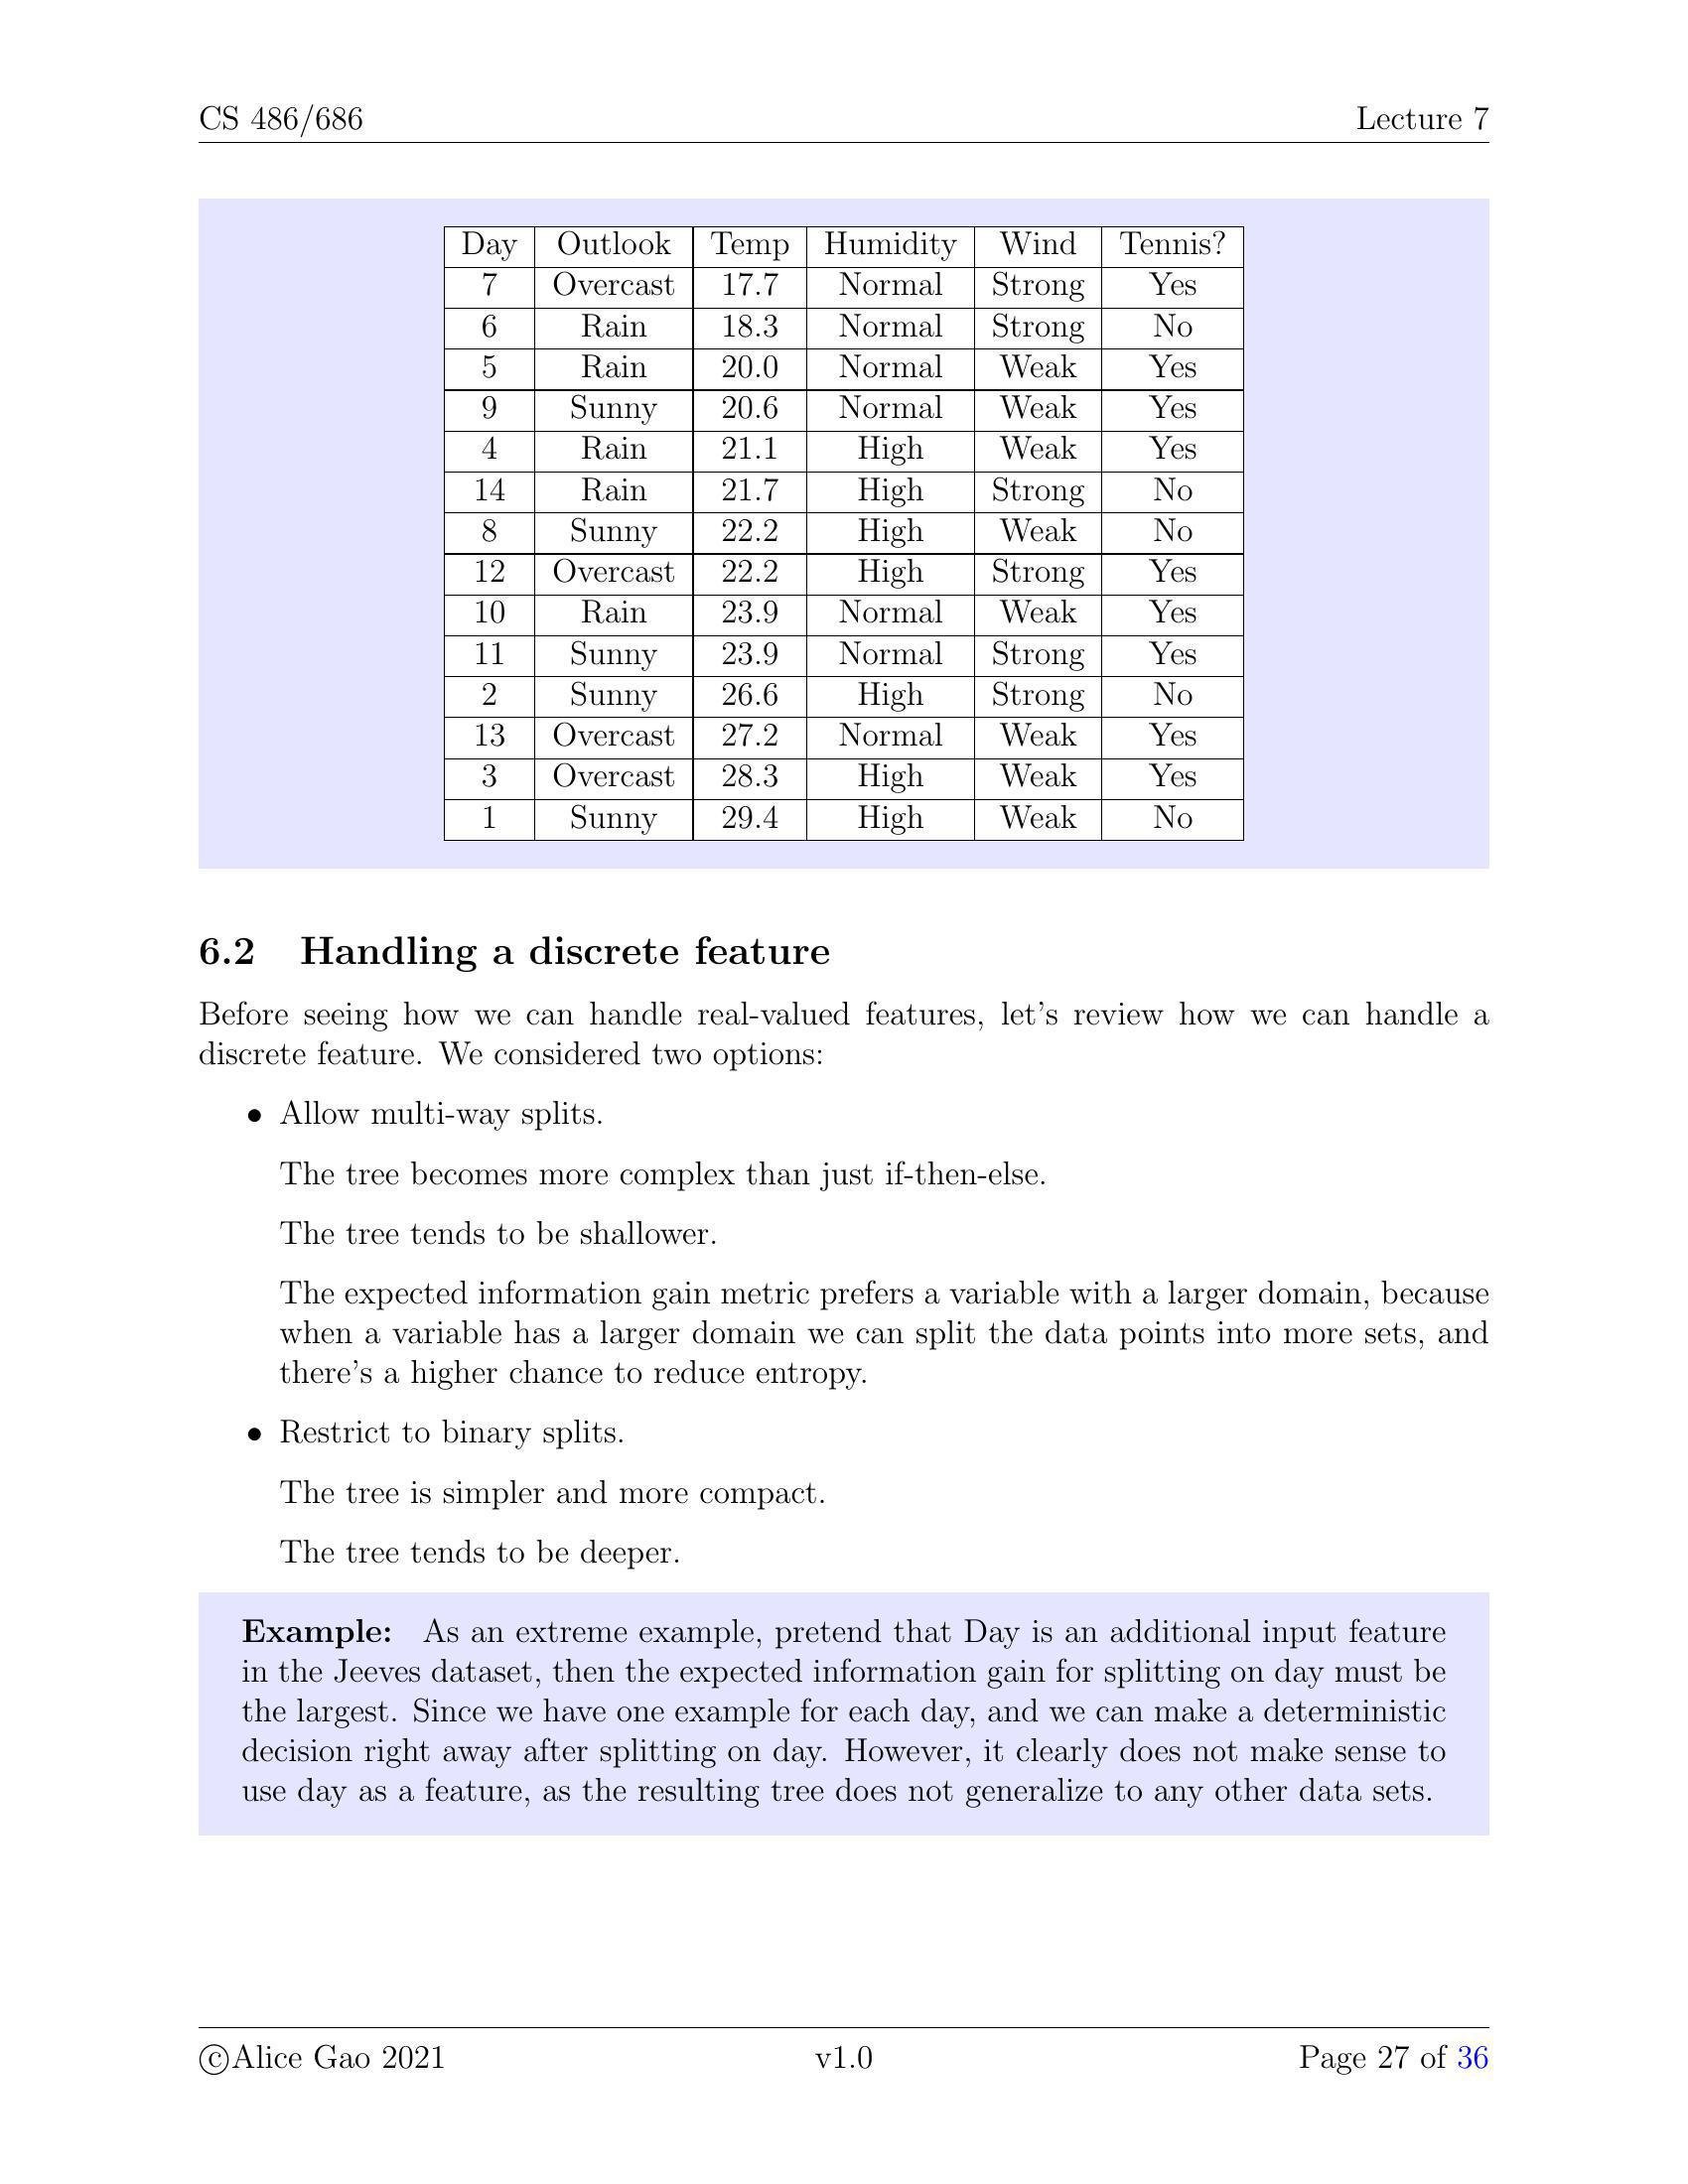 CS 486/686 Lecture 7
Day Outlook Temp Humidity Wind Tennis?
7 Overcast 17.7 Normal Strong Yes
6 Rain 18.3 Normal Strong No
5 Rain 20.0 Normal Weak Yes
9 Sunny 20.6 Normal Weak Yes
4 Rain 21.1 High Weak Yes
14 Rain 21.7 High Strong No
8 Sunny 22.2 High Weak No
12 Overcast 22.2 High Strong Yes
10 Rain 23.9 Normal Weak Yes
11 Sunny 23.9 Normal Strong Yes
2 Sunny 26.6 High Strong No
13 Overcast 27.2 Normal Weak Yes
3 Overcast 28.3 High Weak Yes
1 Sunny 29.4 High Weak No
6.2 Handling a discrete feature
Before seeing how we can handle real-valued features, let's review how we can handle a
discrete feature. We considered two options:
• Allow multi-way splits.
The tree becomes more complex than just if-then-else.
The tree tends to be shallower.
The expected information gain metric prefers a variable with a larger domain, because
when a variable has a larger domain we can split the data points into more sets, and
there's a higher chance to reduce entropy.
• Restrict to binary splits.
The tree is simpler and more compact.
The tree tends to be deeper.
Example: As an extreme example, pretend that Day is an additional input feature
in the Jeeves dataset, then the expected information gain for splitting on day must be
the largest. Since we have one example for each day, and we can make a deterministic
decision right away after splitting on day. However, it clearly does not make sense to
use day as a feature, as the resulting tree does not generalize to any other data sets.
©Alice Gao 2021 v1.0 Page 27 of 36